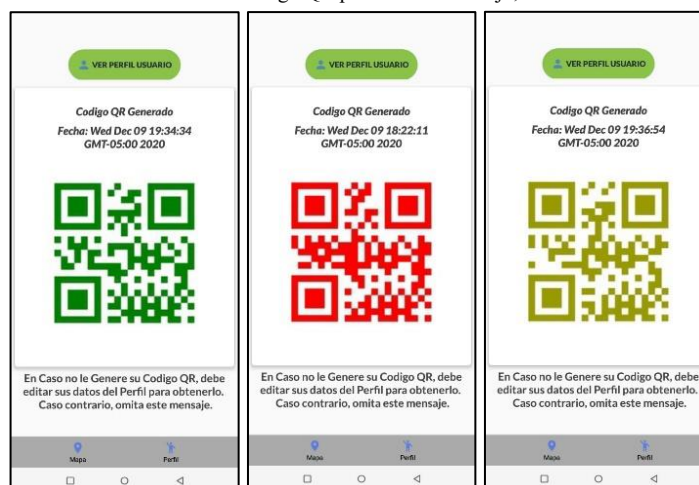 VER PERFIL USUARIO
Codigo QR Generado
Fecha: Wed Dec 09 19:34:34
GMT-05:00 2020
En Caso no le Genere su Codigo QR, debe
editar sus datos del Perfil para obtenerlo.
Caso contrario, omita este mensaje.
Mapa
Perfil
VER PERFIL USUARIO
Codigo QR Generado
Fecha: Wed Dec 09 18:22:11
GMT-05:00 2020
En Caso no le Genere su Codigo QR, debe
editar sus datos del Perfil para obtenerlo.
Caso contrario, omita este mensaje.
Mapa
Perfil
VER PERFIL USUARIO
Codigo QR Generado
Fecha: Wed Dec 09 19:36:54
GMT-05:00 2020
En Caso no le Genere su Codigo QR, debe
editar sus datos del Perfil para obtenerlo.
Caso contrario, omita este mensaje.
Mapa
Perfil